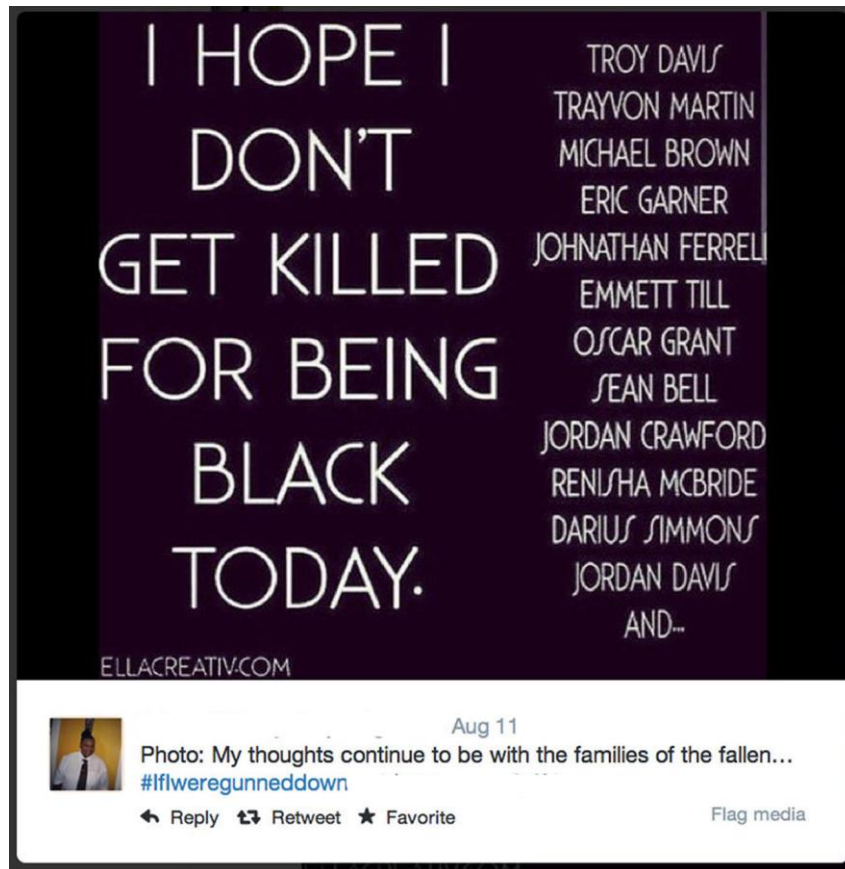 I HOPE I
DON'T
GET KILLED
FOR BEING
BLACK
TODAY.
ELLACREATIV.COM
TROY DAVIS
TRAYVON MARTIN
MICHAEL BROWN
ERIC GARNER
JOHNATHAN FERRELL
EMMETT TILL
OSCAR GRANT
SEAN BELL
JORDAN CRAWFORD
RENISHA MCBRIDE
DARIUS SIMMONS
JORDAN DAVIS
AND...
Aug 11
Photo: My thoughts continue to be with the families of the fallen...
#IfIweregunneddown
Reply Retweet Favorite
Flag media